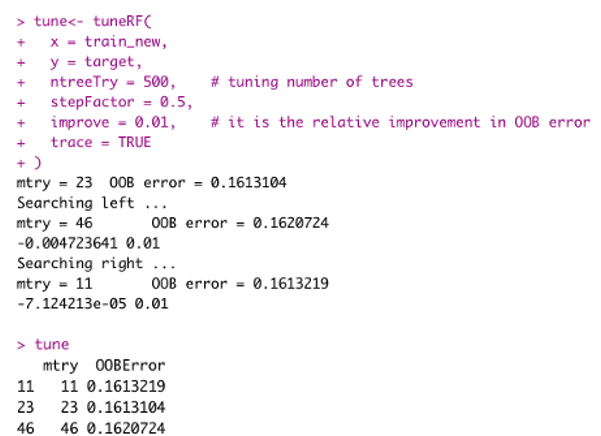 > tune<- tuneRF(
+   x = train_new,
+   y = target,
+   ntreeTry = 500,    # tuning number of trees
+   stepFactor = 0.5,
+   improve = 0.01,    # it is the relative improvement in OOB error
+   trace = TRUE
+ )
mtry = 23  OOB error = 0.1613104
Searching left ...
mtry = 46      OOB error = 0.1620724
-0.004723641 0.01
Searching right ...
mtry = 11      OOB error = 0.1613219
-7.124213e-05 0.01
> tune
   mtry  OOBError
11   11 0.1613219
23   23 0.1613104
46   46 0.1620724